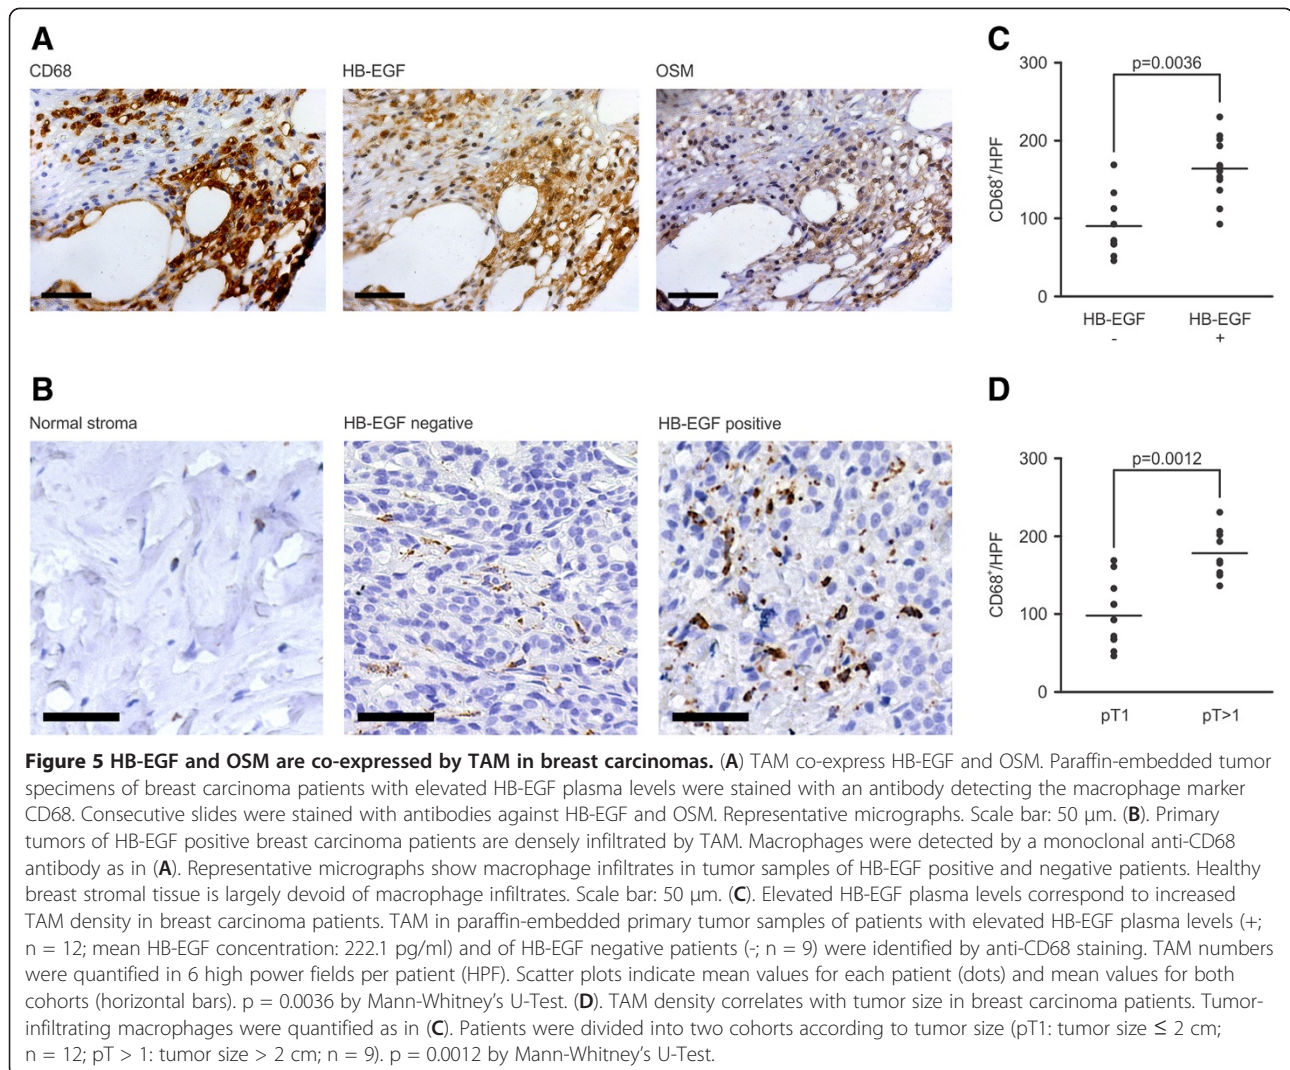 A
CD68
HB-EGF
OSM
C
300
200
100
0
CD68⁺/HPF
p=0.0036
HB-EGF
-
HB-EGF
+
B
Normal stroma
HB-EGF negative
HB-EGF positive
D
300
200
100
0
CD68⁺/HPF
p=0.0012
pT1
pT>1
Figure 5 HB-EGF and OSM are co-expressed by TAM in breast carcinomas. (A) TAM co-express HB-EGF and OSM. Paraffin-embedded tumor
specimens of breast carcinoma patients with elevated HB-EGF plasma levels were stained with an antibody detecting the macrophage marker
CD68. Consecutive slides were stained with antibodies against HB-EGF and OSM. Representative micrographs. Scale bar: 50 μm. (B). Primary
tumors of HB-EGF positive breast carcinoma patients are densely infiltrated by TAM. Macrophages were detected by a monoclonal anti-CD68
antibody as in (A). Representative micrographs show macrophage infiltrates in tumor samples of HB-EGF positive and negative patients. Healthy
breast stromal tissue is largely devoid of macrophage infiltrates. Scale bar: 50 μm. (C). Elevated HB-EGF plasma levels correspond to increased
TAM density in breast carcinoma patients. TAM in paraffin-embedded primary tumor samples of patients with elevated HB-EGF plasma levels (+;
n = 12; mean HB-EGF concentration: 222.1 pg/ml) and of HB-EGF negative patients (-; n = 9) were identified by anti-CD68 staining. TAM numbers
were quantified in 6 high power fields per patient (HPF). Scatter plots indicate mean values for each patient (dots) and mean values for both
cohorts (horizontal bars). p = 0.0036 by Mann-Whitney's U-Test. (D). TAM density correlates with tumor size in breast carcinoma patients. Tumor-
infiltrating macrophages were quantified as in (C). Patients were divided into two cohorts according to tumor size (pT1: tumor size ≤ 2 cm;
n = 12; pT > 1: tumor size > 2 cm; n = 9). p = 0.0012 by Mann-Whitney's U-Test.